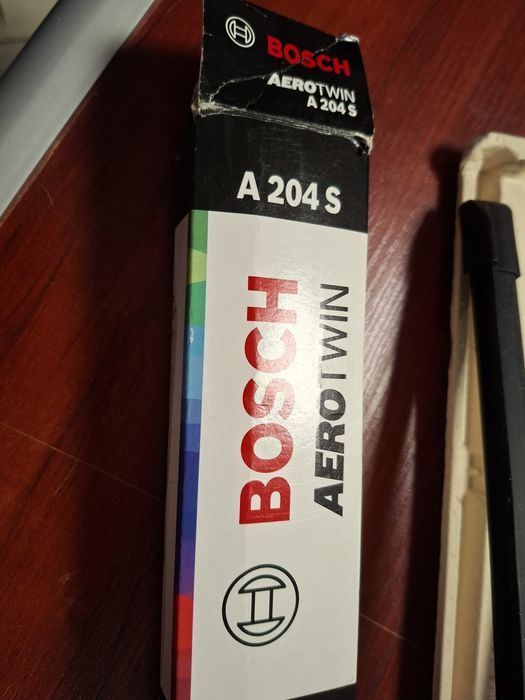 BOSCH
AEROTWIN
A 204 S
A 204 S
BOSCH
AEROTWIN